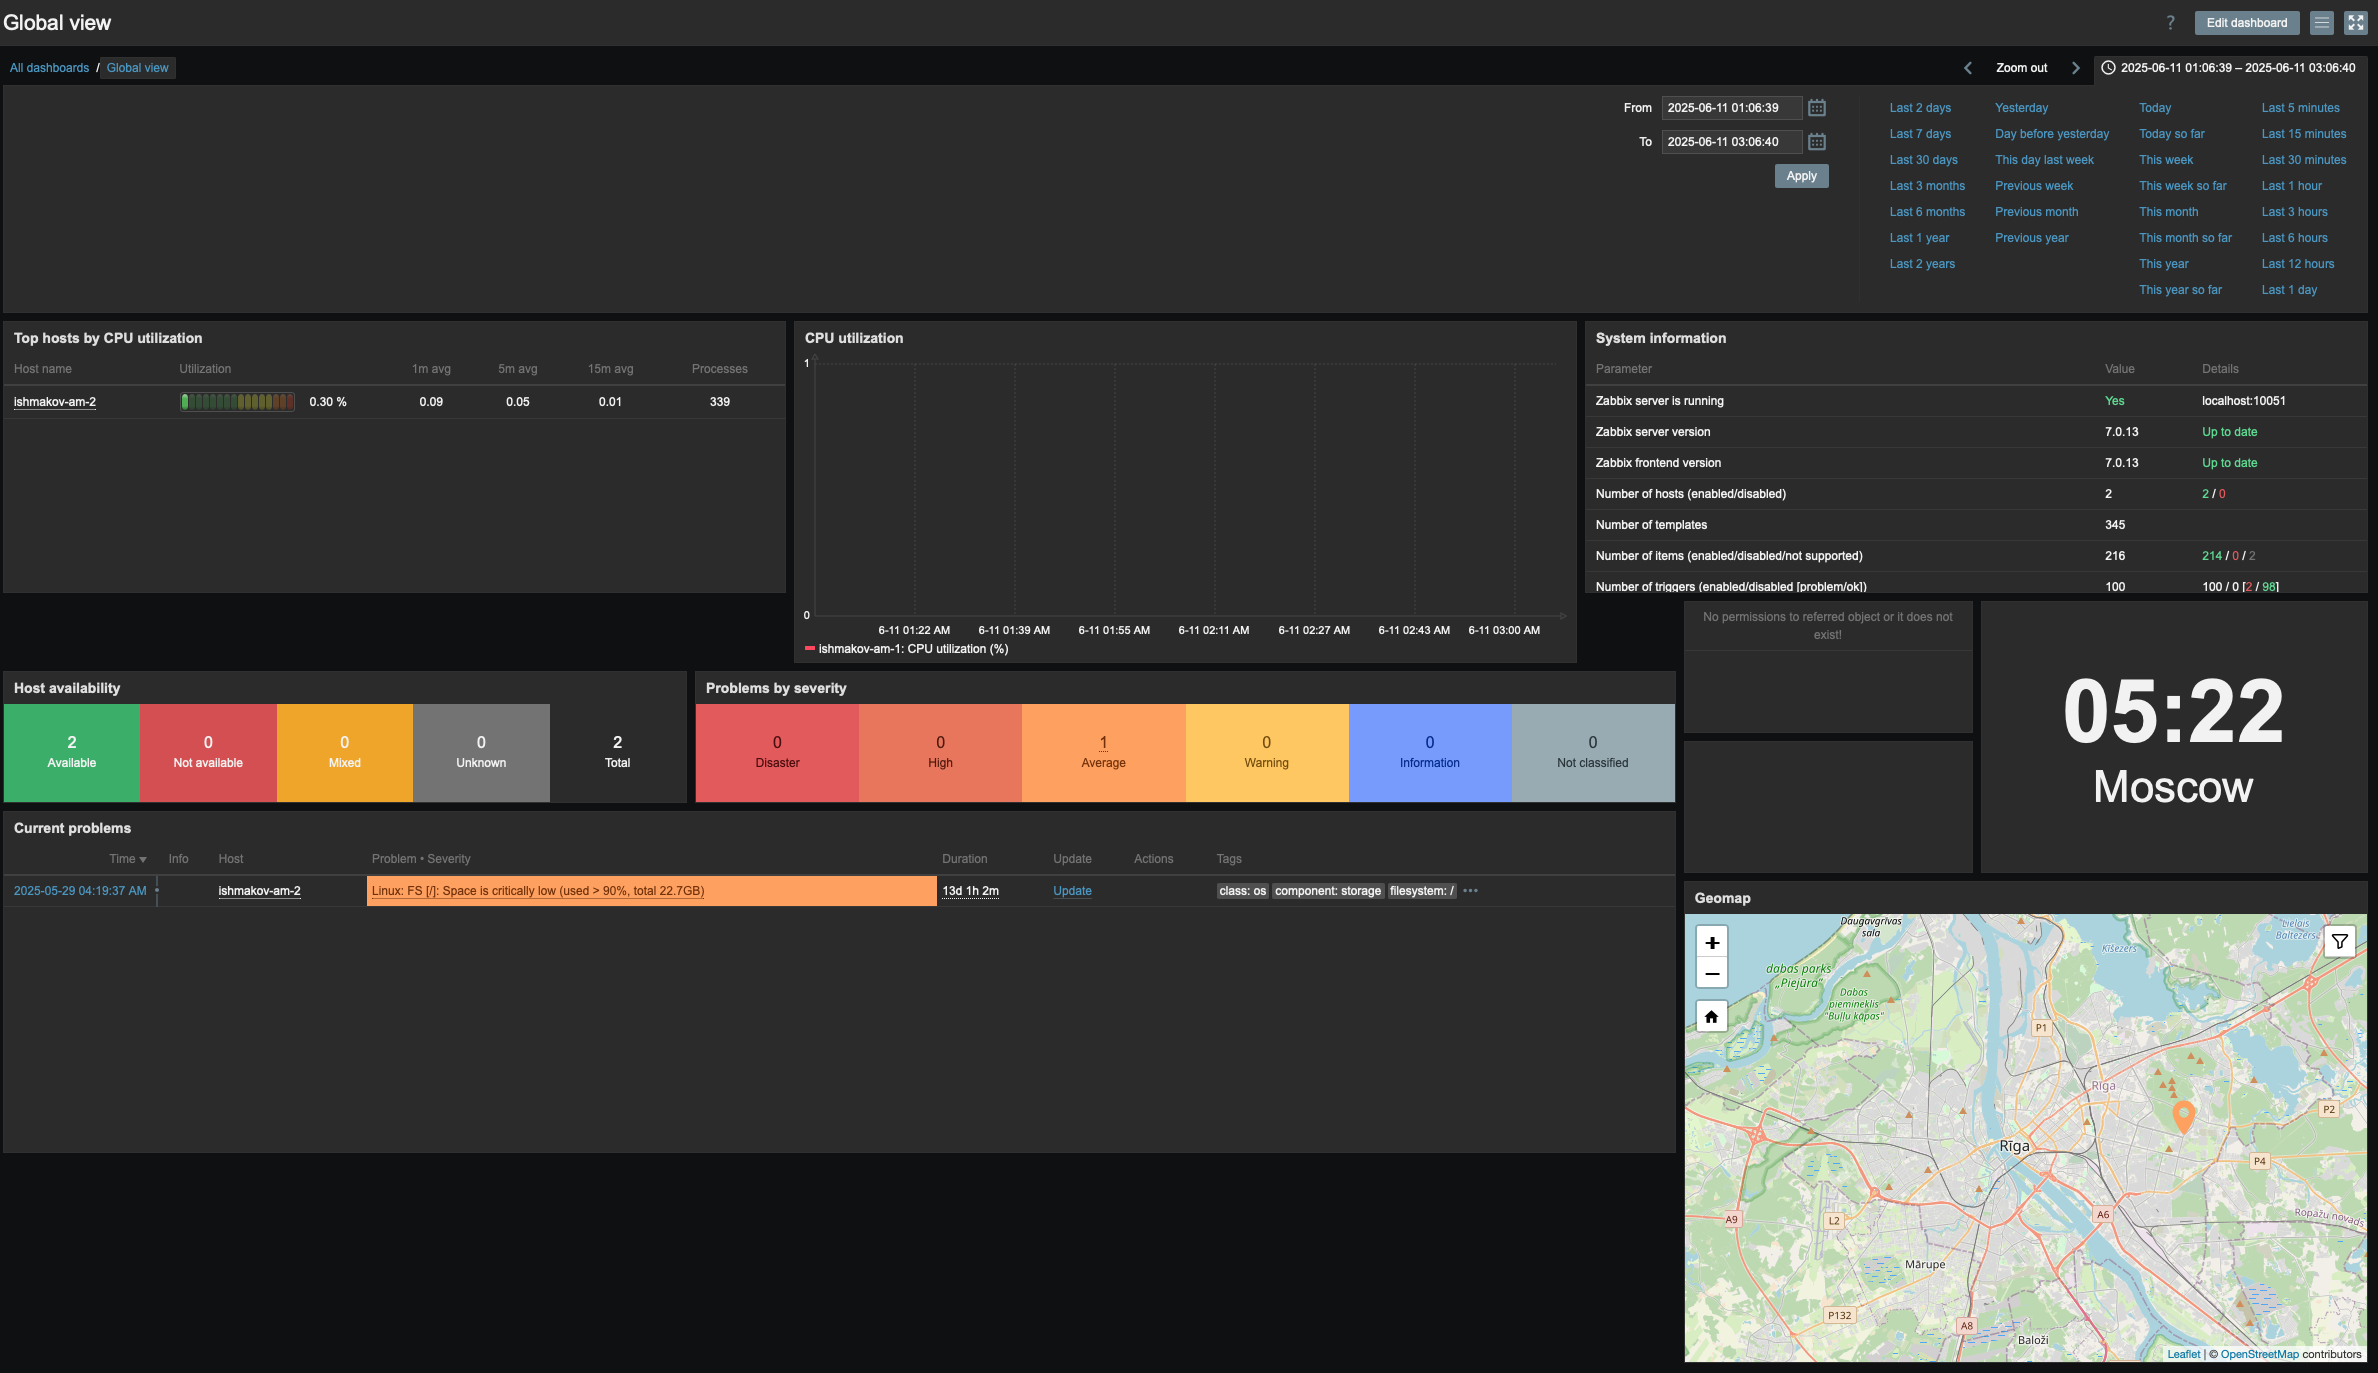 Global view
? Edit dashboard
All dashboards / Global view
Zoom out 2025-06-11 01:06:39 – 2025-06-11 03:06:40
From 2025-06-11 01:06:39
To 2025-06-11 03:06:40
Apply
Last 2 days Yesterday Today Last 5 minutes
Last 7 days Day before yesterday Today so far Last 15 minutes
Last 30 days This day last week This week Last 30 minutes
Last 3 months Previous week This week so far Last 1 hour
Last 6 months Previous month This month Last 3 hours
Last 1 year Previous year This month so far Last 6 hours
Last 2 years This year Last 12 hours
This year so far Last 1 day
Top hosts by CPU utilization
Host name Utilization 1m avg 5m avg 15m avg Processes
ishmakov-am-2 0.30 % 0.09 0.05 0.01 339
CPU utilization
1
0
6-11 01:22 AM 6-11 01:39 AM 6-11 01:55 AM 6-11 02:11 AM 6-11 02:27 AM 6-11 02:43 AM 6-11 03:00 AM
ishmakov-am-1: CPU utilization (%)
System information
Parameter Value Details
Zabbix server is running Yes localhost:10051
Zabbix server version 7.0.13 Up to date
Zabbix frontend version 7.0.13 Up to date
Number of hosts (enabled/disabled) 2 2 / 0
Number of templates 345
Number of items (enabled/disabled/not supported) 216 214 / 0 / 2
Number of triggers (enabled/disabled [problem/ok]) 100 100 / 0 [2 / 98]
No permissions to referred object or it does not
exist!
05:22
Moscow
Host availability
2 0 0 0 2
Available Not available Mixed Unknown Total
Problems by severity
0 0 1 0 0 0
Disaster High Average Warning Information Not classified
Current problems
Time Info Host Problem • Severity Duration Update Actions Tags
2025-05-29 04:19:37 AM ishmakov-am-2 Linux: FS [/]: Space is critically low (used > 90%, total 22.7GB) 13d 1h 2m Update class: os component: storage filesystem: / •••
Geomap
+
−
Daugavgrīvas
sala
dabas parks
„Piejūra"
Dabas
piemineklis
"Buļļu kāpas"
Ķīšezers
Lielais
Baltezers
P1
Rīga
P2
Rīga
P4
A9
L2
A6
Ropažu novads
Mārupe
P132
A8
Baloži
Leaflet | © OpenStreetMap contributors